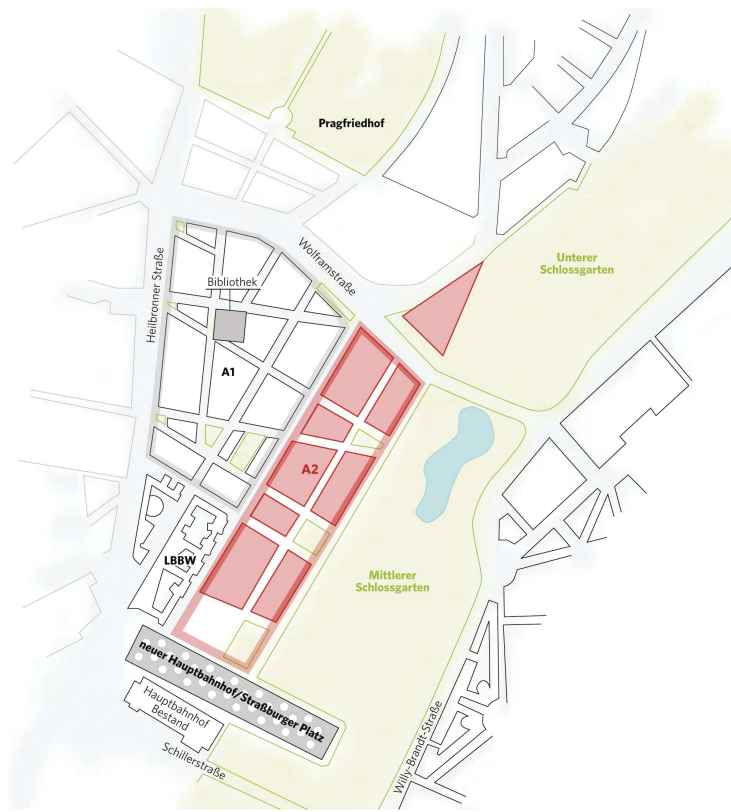 Pragfriedhof
Wolframstraße
Heilbronner Straße
Unterer
Schlossgarten
Bibliothek
A1
A2
LBBW
Mittlerer
Schlossgarten
neuer Hauptbahnhof/Straßburger Platz
Hauptbahnhof
Bestand
Schillerstraße
Willy-Brandt-Straße